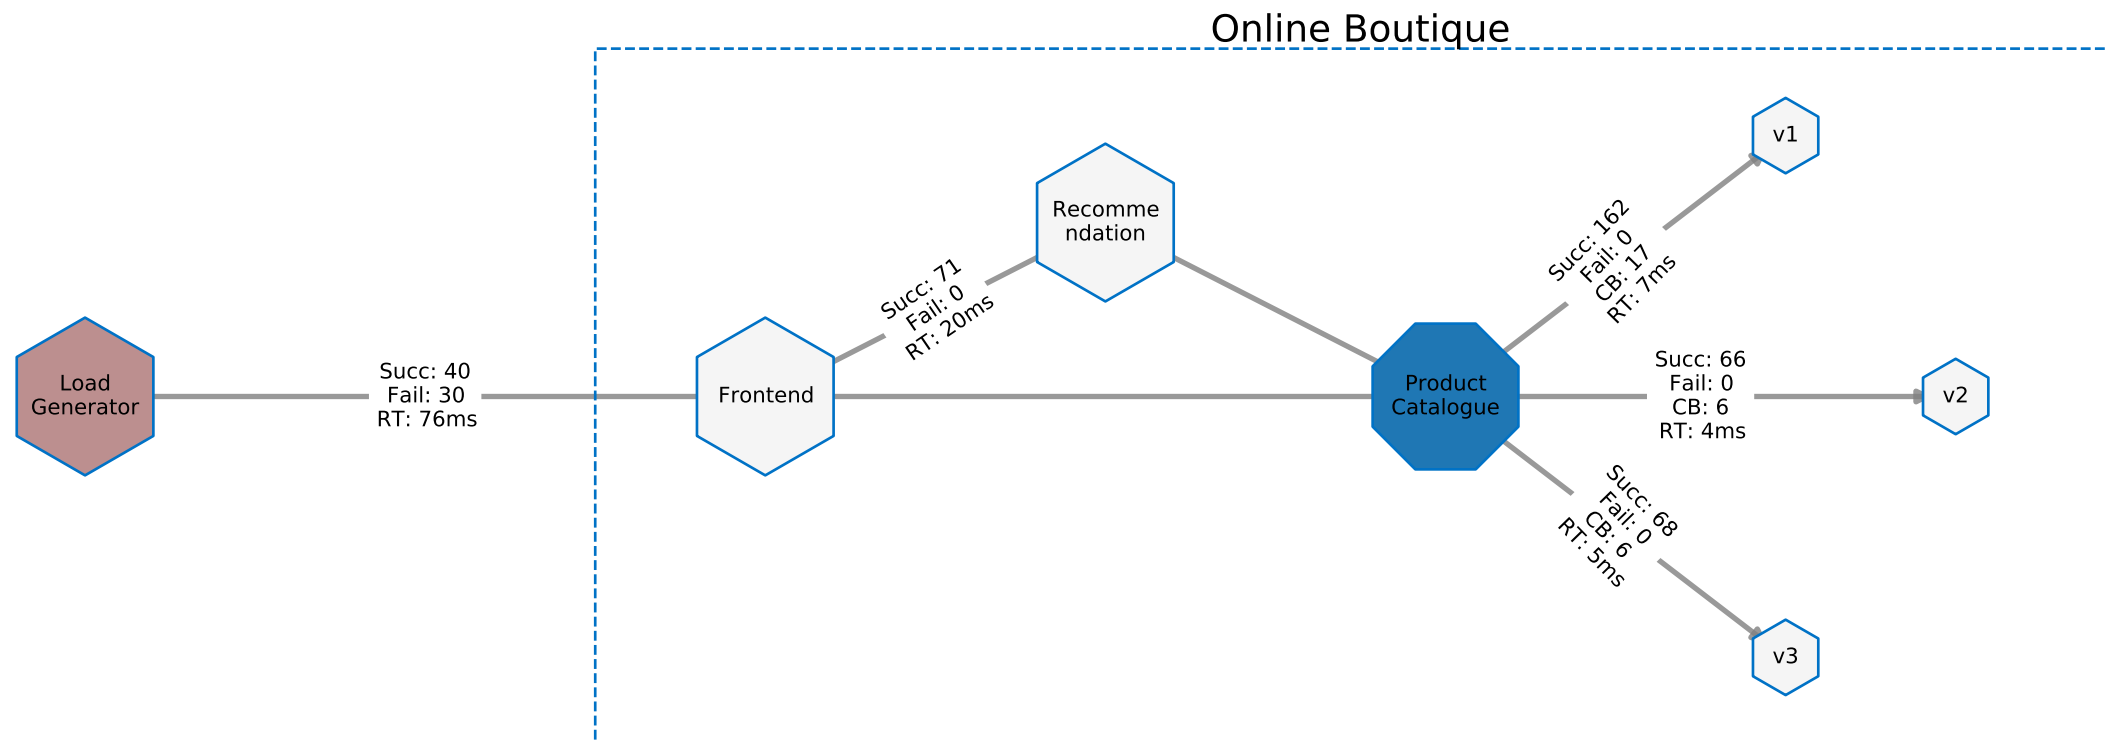 Online Boutique
Load
Generator
Succ: 40
Fail: 30
RT: 76ms
Frontend
Succ: 71
Fail: 0
RT: 20ms
Recomme
ndation
Product
Catalogue
Succ: 162
Fail: 0
CB: 17
RT: 7ms
v1
Succ: 66
Fail: 0
CB: 6
RT: 4ms
v2
Succ: 68
Fail: 0
CB: 6
RT: 5ms
v3